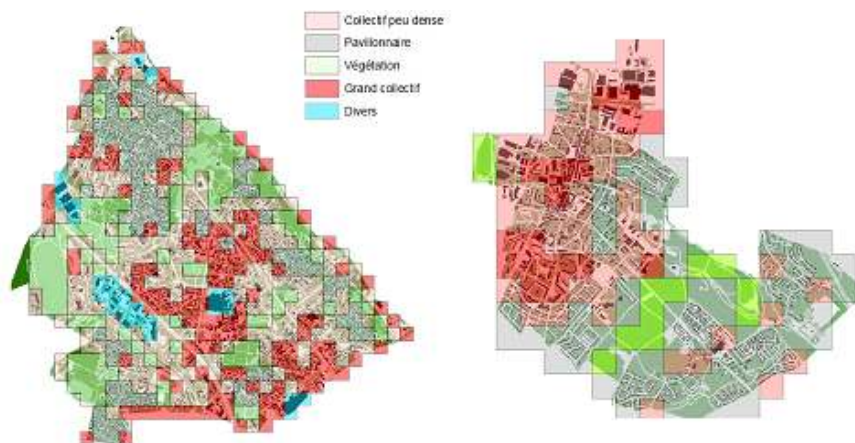 Collectif peu dense
Pavillonnaire
Végétation
Grand collectif
Divers